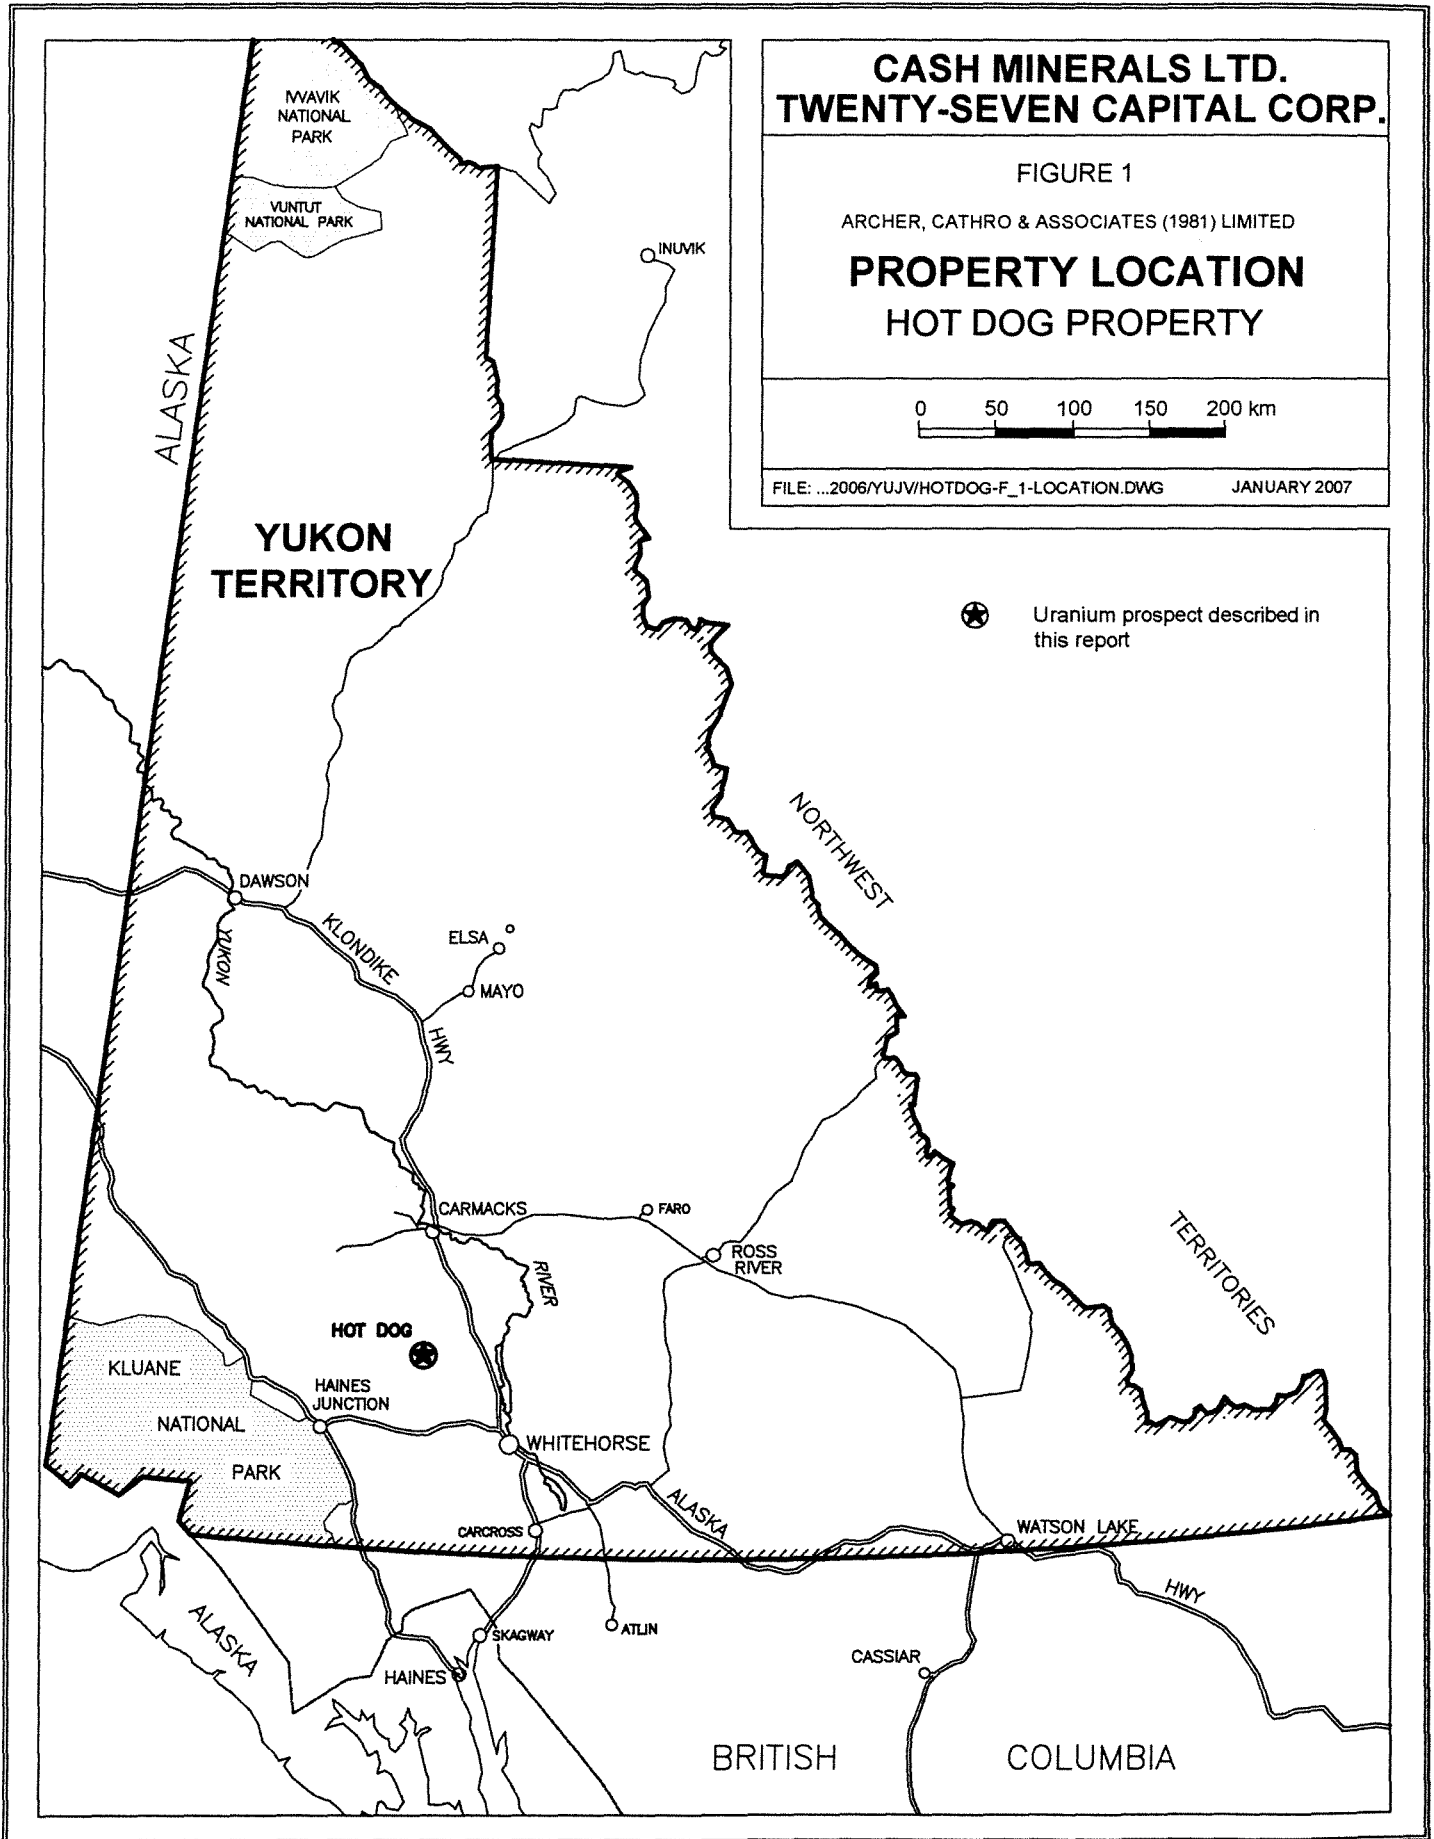 CASH MINERALS LTD.
TWENTY-SEVEN CAPITAL CORP.
FIGURE 1
ARCHER, CATHRO & ASSOCIATES (1981) LIMITED
PROPERTY LOCATION
HOT DOG PROPERTY
0 50 100 150 200 km
FILE: ...2006/YUJV/HOTDOG-F_1-LOCATION.DWG JANUARY 2007
Uranium prospect described in
this report
IVVAVIK
NATIONAL
PARK
VUNTUT
NATIONAL PARK
INUVIK
ALASKA
YUKON
TERRITORY
NORTHWEST
TERRITORIES
DAWSON
YUKON
KLONDIKE
HWY
ELSA
MAYO
CARMACKS
FARO
ROSS
RIVER
RIVER
HOT DOG
KLUANE
NATIONAL
PARK
HAINES
JUNCTION
WHITEHORSE
ALASKA
CARCROSS
WATSON LAKE
HWY
ALASKA
SKAGWAY
ATLIN
HAINES
CASSIAR
BRITISH COLUMBIA